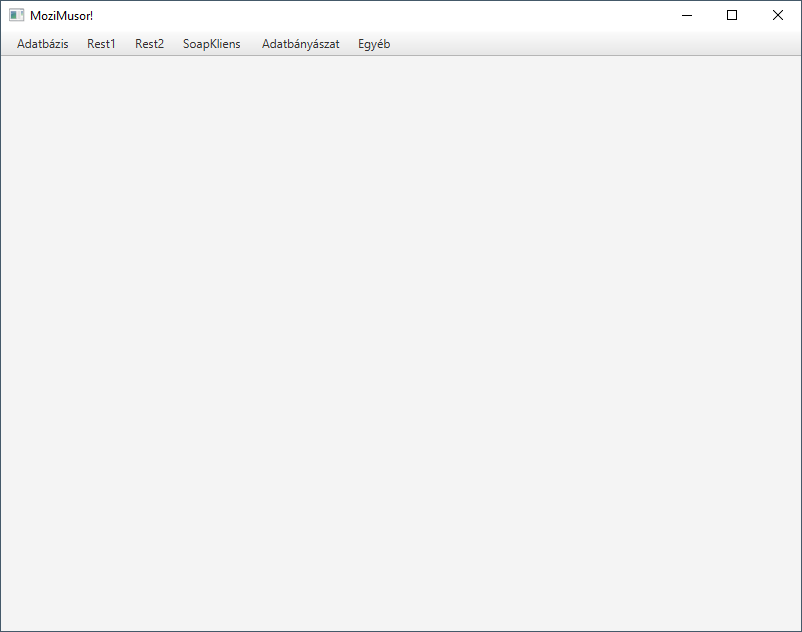 MoziMusor!
Adatbázis Rest1 Rest2 SoapKliens Adatbányászat Egyéb